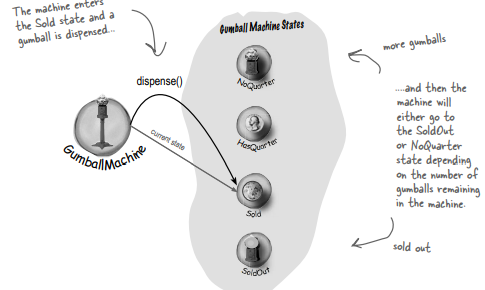 The machine enters
the Sold state and a
gumball is dispensed...
Gumball Machine States
NoQuarter
HasQuarter
Sold
SoldOut
dispense()
current state
GumballMachine
more gumballs
....and then the
machine will
either go to
the SoldOut
or NoQuarter
state depending
on the number of
gumballs remaining
in the machine.
sold out